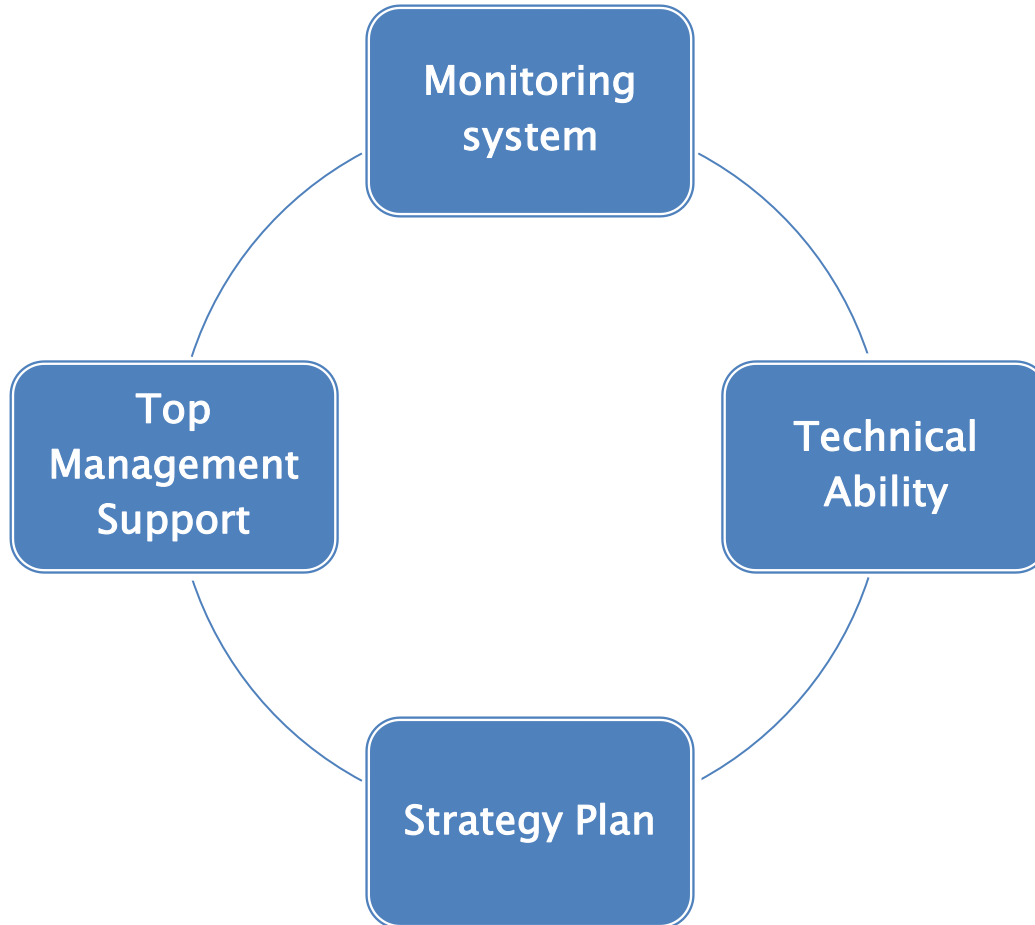 Monitoring
system
Top
Management
Support
Technical
Ability
Strategy Plan